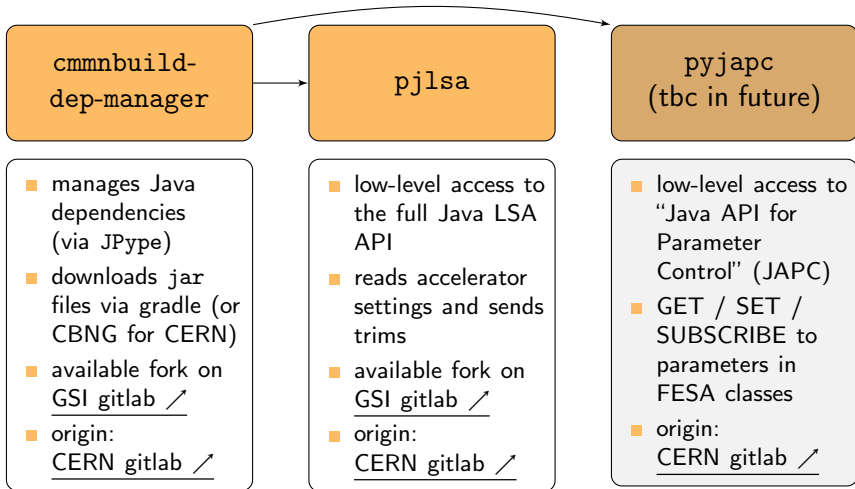 cmmnbuild-
dep-manager
manages Java
dependencies
(via JPype)
downloads jar
files via gradle (or
CBNG for CERN)
available fork on
GSI gitlab ↗
origin:
CERN gitlab ↗
pjlsa
low-level access to
the full Java LSA
API
reads accelerator
settings and sends
trims
available fork on
GSI gitlab ↗
origin:
CERN gitlab ↗
pyjapc
(tbc in future)
low-level access to
“Java API for
Parameter
Control” (JAPC)
GET / SET /
SUBSCRIBE to
parameters in
FESA classes
origin:
CERN gitlab ↗